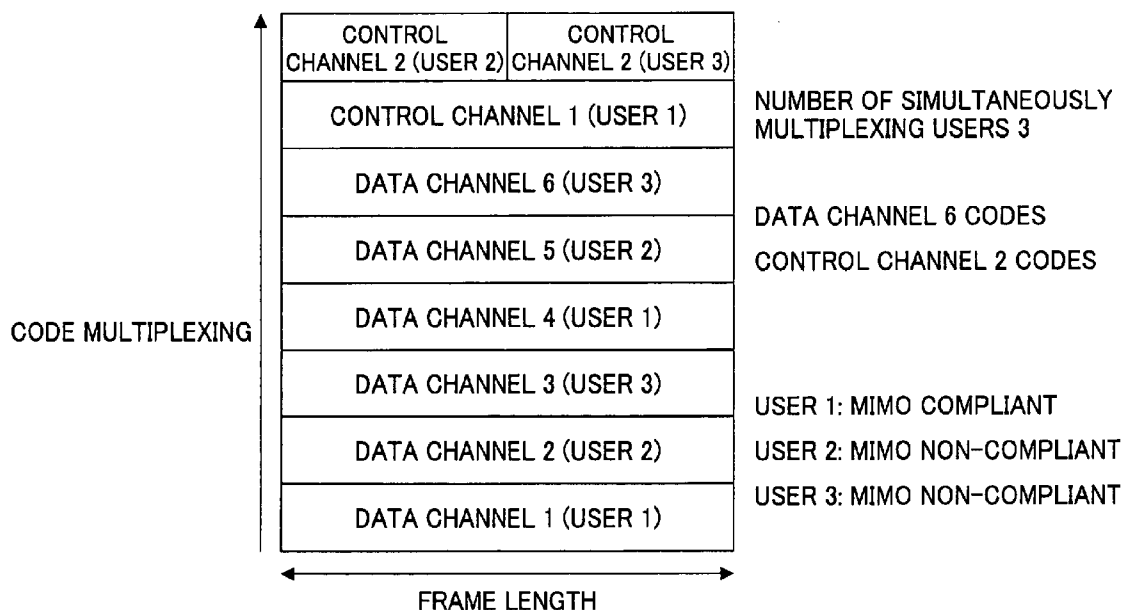 CONTROL
CHANNEL 2 (USER 2)
CONTROL
CHANNEL 2 (USER 3)
CONTROL CHANNEL 1 (USER 1)
DATA CHANNEL 6 (USER 3)
DATA CHANNEL 5 (USER 2)
DATA CHANNEL 4 (USER 1)
DATA CHANNEL 3 (USER 3)
DATA CHANNEL 2 (USER 2)
DATA CHANNEL 1 (USER 1)
CODE MULTIPLEXING
FRAME LENGTH
NUMBER OF SIMULTANEOUSLY
MULTIPLEXING USERS 3
DATA CHANNEL 6 CODES
CONTROL CHANNEL 2 CODES
USER 1: MIMO COMPLIANT
USER 2: MIMO NON-COMPLIANT
USER 3: MIMO NON-COMPLIANT